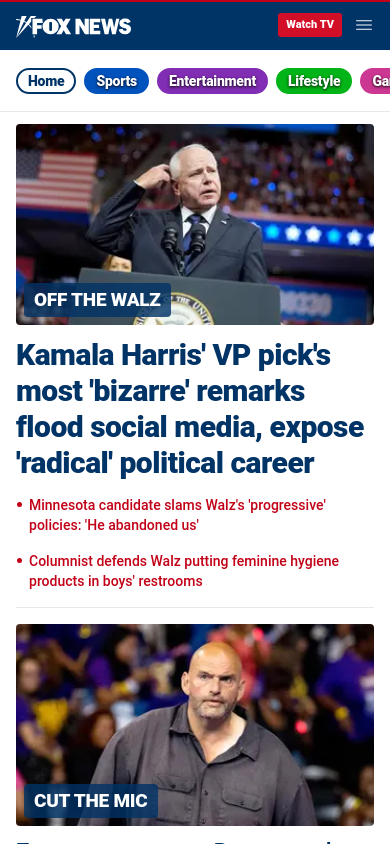 FOX NEWS
Watch TV
Home Sports Entertainment Lifestyle Ga
OFF THE WALZ
Kamala Harris' VP pick's
most 'bizarre' remarks
flood social media, expose
'radical' political career
• Minnesota candidate slams Walz's 'progressive'
policies: 'He abandoned us'
• Columnist defends Walz putting feminine hygiene
products in boys' restrooms
CUT THE MIC